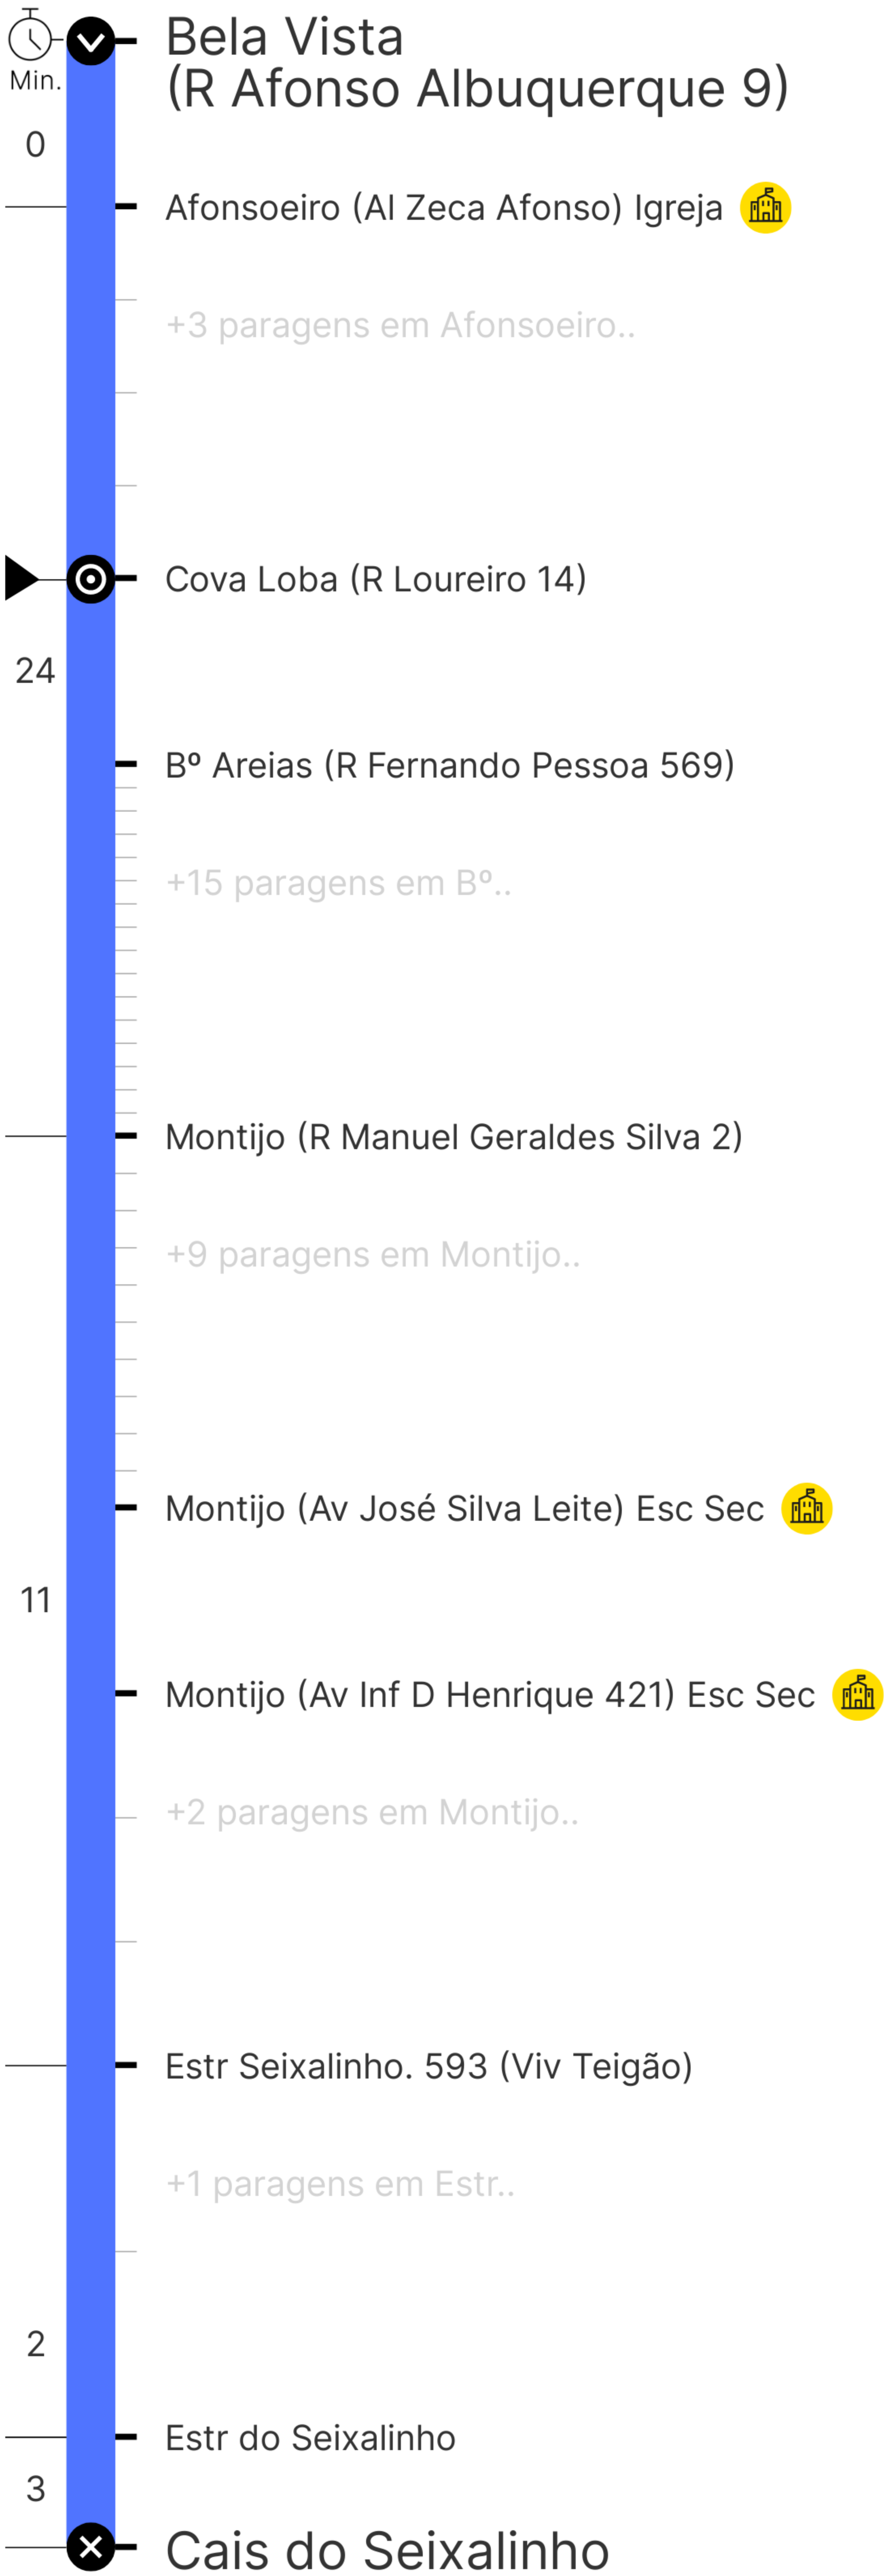 Bela Vista
(R Afonso Albuquerque 9)
Min.
0
Afonsoeiro (Al Zeca Afonso) Igreja
+3 paragens em Afonsoeiro..
Cova Loba (R Loureiro 14)
24
Bº Areias (R Fernando Pessoa 569)
+15 paragens em Bº..
Montijo (R Manuel Geraldes Silva 2)
+9 paragens em Montijo..
Montijo (Av José Silva Leite) Esc Sec
11
Montijo (Av Inf D Henrique 421) Esc Sec
+2 paragens em Montijo..
Estr Seixalinho. 593 (Viv Teigão)
+1 paragens em Estr..
2
Estr do Seixalinho
3
Cais do Seixalinho